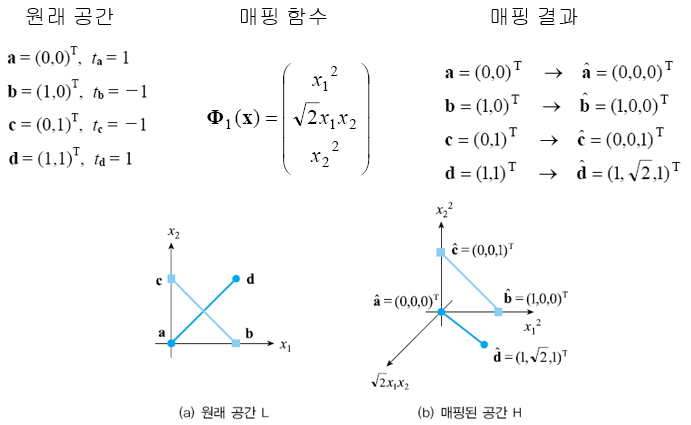 원래 공간 매핑 함수 매핑 결과
a = (0,0)ᵀ, tₐ = 1
b = (1,0)ᵀ, t_b = −1
c = (0,1)ᵀ, t_c = −1
d = (1,1)ᵀ, t_d = 1
Φ₁(x) = ( x₁²
√2x₁x₂
x₂² )
a = (0,0)ᵀ → â = (0,0,0)ᵀ
b = (1,0)ᵀ → b̂ = (1,0,0)ᵀ
c = (0,1)ᵀ → ĉ = (0,0,1)ᵀ
d = (1,1)ᵀ → d̂ = (1, √2,1)ᵀ
x₂
c d
a b x₁
(a) 원래 공간 L
x₂²
ĉ = (0,0,1)ᵀ
â = (0,0,0)ᵀ b̂ = (1,0,0)ᵀ
x₁²
d̂ = (1,√2,1)ᵀ
√2x₁x₂
(b) 매핑된 공간 H